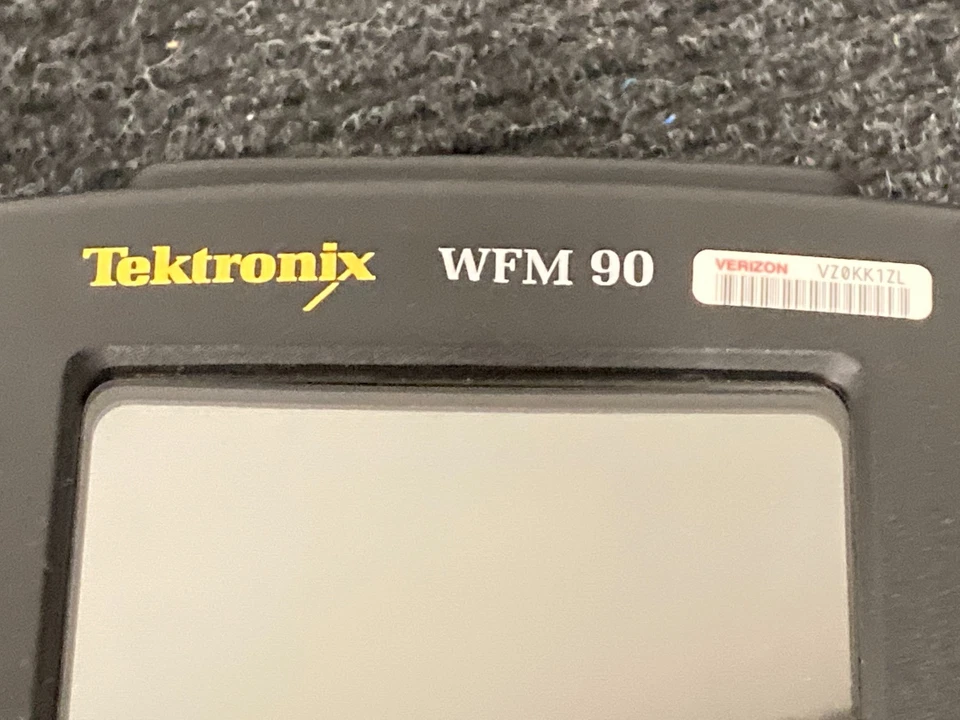 Tektronix WFM 90
VERIZON VZ0KK1ZL